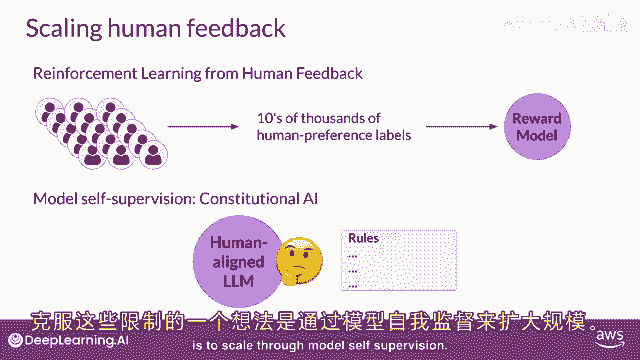 Scaling human feedback
Reinforcement Learning from Human Feedback
10's of thousands of
human-preference labels
Reward
Model
Model self-supervision: Constitutional AI
Human-
aligned
LLM
Rules
...
...
...
克服这些限制的一个想法是通过模型自我监督来扩大规模。
is to scale through model self supervision.
DeepLearning.AI
aws